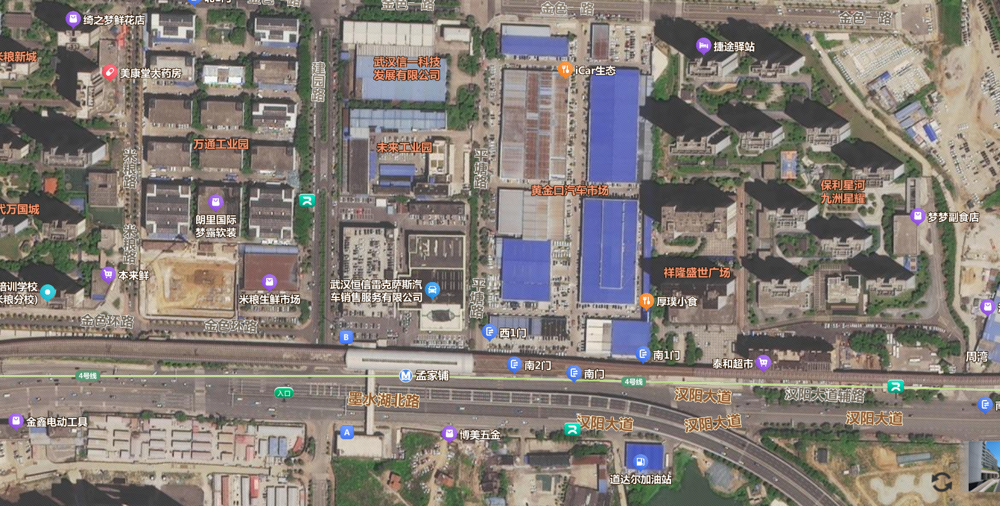 金色一路
金色一路
金色一路
金色一路
绮之梦鲜花店
捷途驿站
米粮新城
美康堂大药房
建园路
武汉信一科技
发展有限公司
iCar生态
万通工业园
未来工业园
米粮路
平塘路
黄金口汽车市场
保利星河
九洲星耀
代万国城
朗里国际
梦露软装
梦梦副食店
米粮路
本来鲜
培训学校
米粮分校)
米粮生鲜市场
武汉恒信雷克萨斯汽
车销售服务有限公司
平塘路
祥隆盛世广场
厚璞小食
金色环路
金色环路
B
西1门
南1门
南2门
南门
泰和超市
周湾
4号线
孟家铺
4号线
入口
墨水湖北路
汉阳大道
汉阳大道辅路
汉阳大道
汉阳大道
汉阳大道
金鑫电动工具
A
博美五金
道达尔加油站